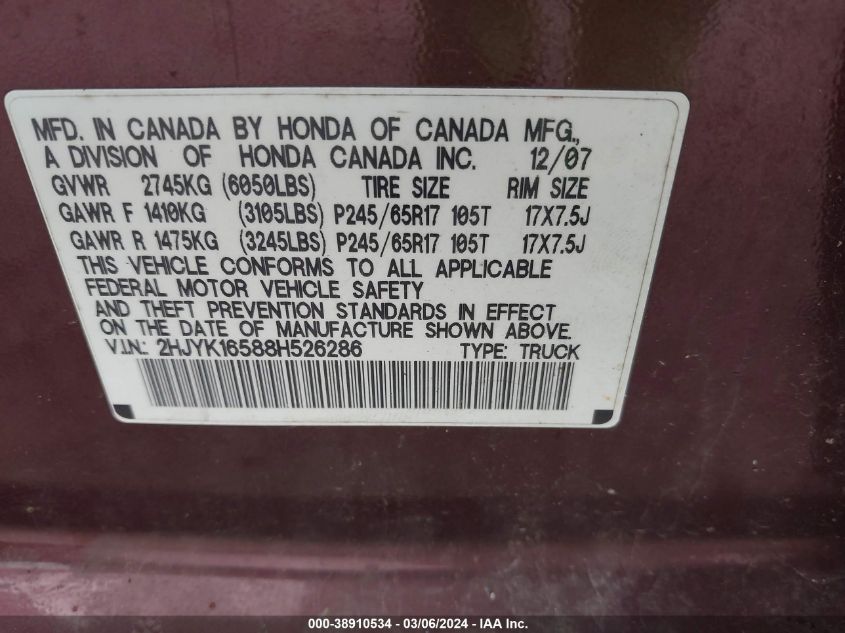 MFD. IN CANADA BY HONDA OF CANADA MFG.,
A DIVISION OF HONDA CANADA INC. 12/07
GVWR 2745KG (6050LBS) TIRE SIZE RIM SIZE
GAWR F 1410KG (3105LBS) P245/65R17 105T 17X7.5J
GAWR R 1475KG (3245LBS) P245/65R17 105T 17X7.5J
THIS VEHICLE CONFORMS TO ALL APPLICABLE
FEDERAL MOTOR VEHICLE SAFETY
AND THEFT PREVENTION STANDARDS IN EFFECT
ON THE DATE OF MANUFACTURE SHOWN ABOVE.
V.I.N.: 2HJYK16588H526286 TYPE: TRUCK
000-38910534 - 03/06/2024 - IAA Inc.